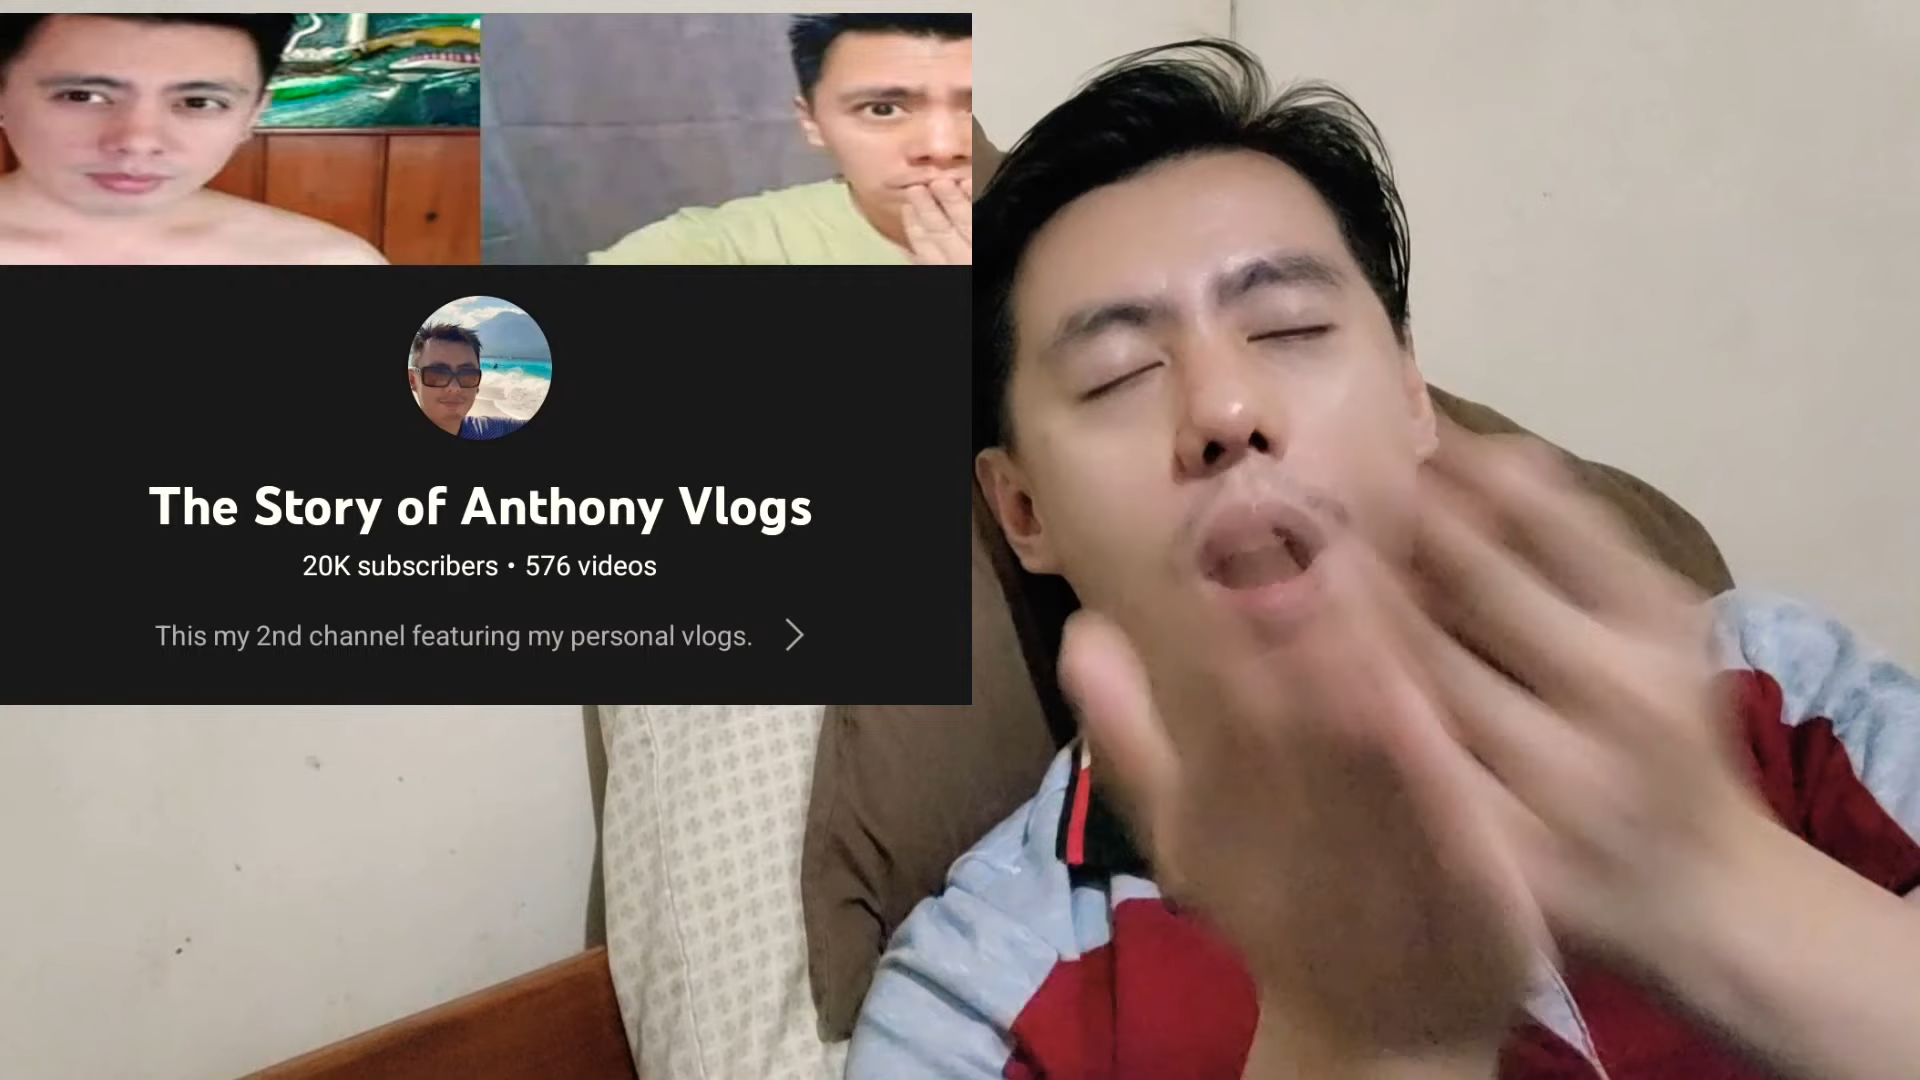 The Story of Anthony Vlogs
20K subscribers • 576 videos
This my 2nd channel featuring my personal vlogs.